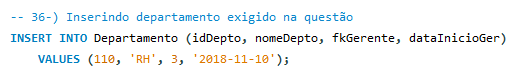 -- 36-) Inserindo departamento exigido na questão
INSERT INTO Departamento (idDepto, nomeDepto, fkGerente, dataInicioGer)
VALUES (110, 'RH', 3, '2018-11-10');